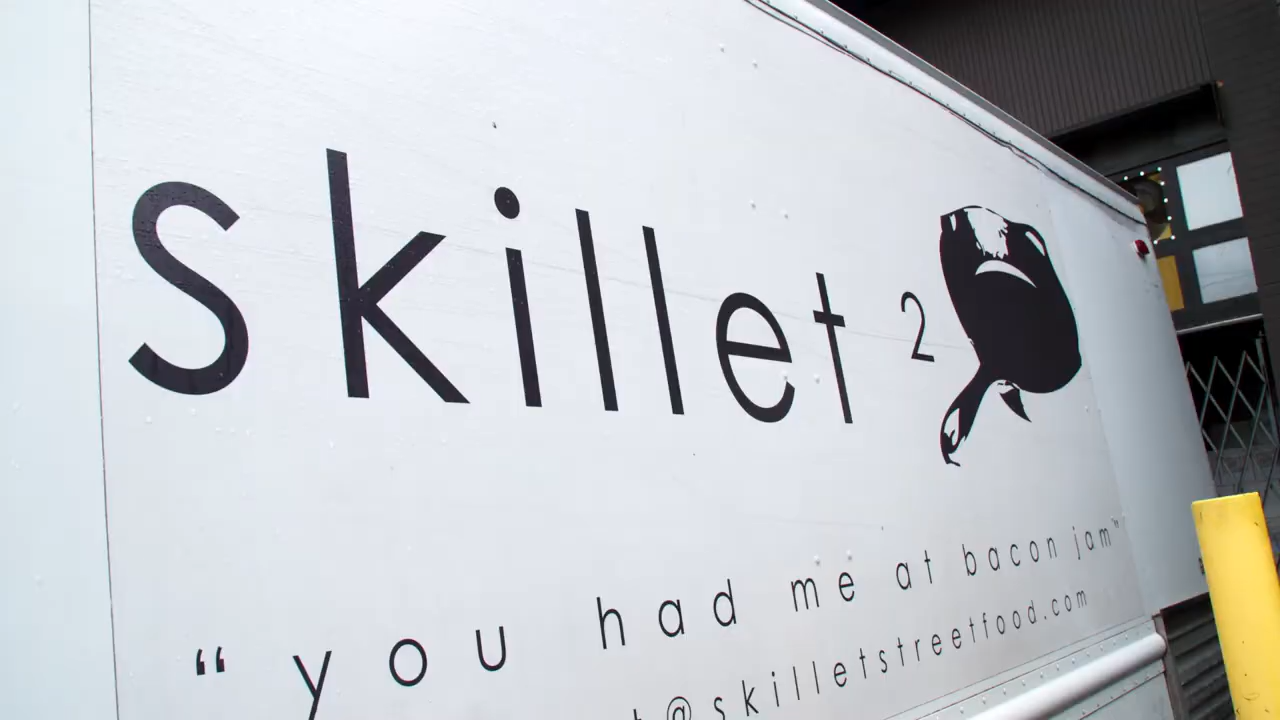 skillet 2
“you had me at bacon jam”
t@skilletstreetfood.com